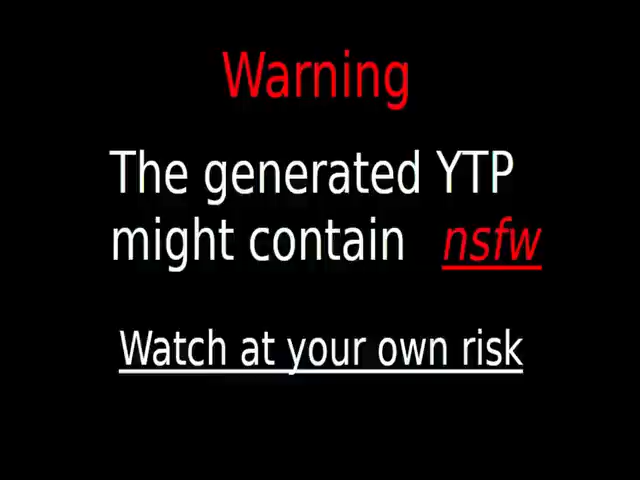 Warning
The generated YTP
might contain nsfw
Watch at your own risk